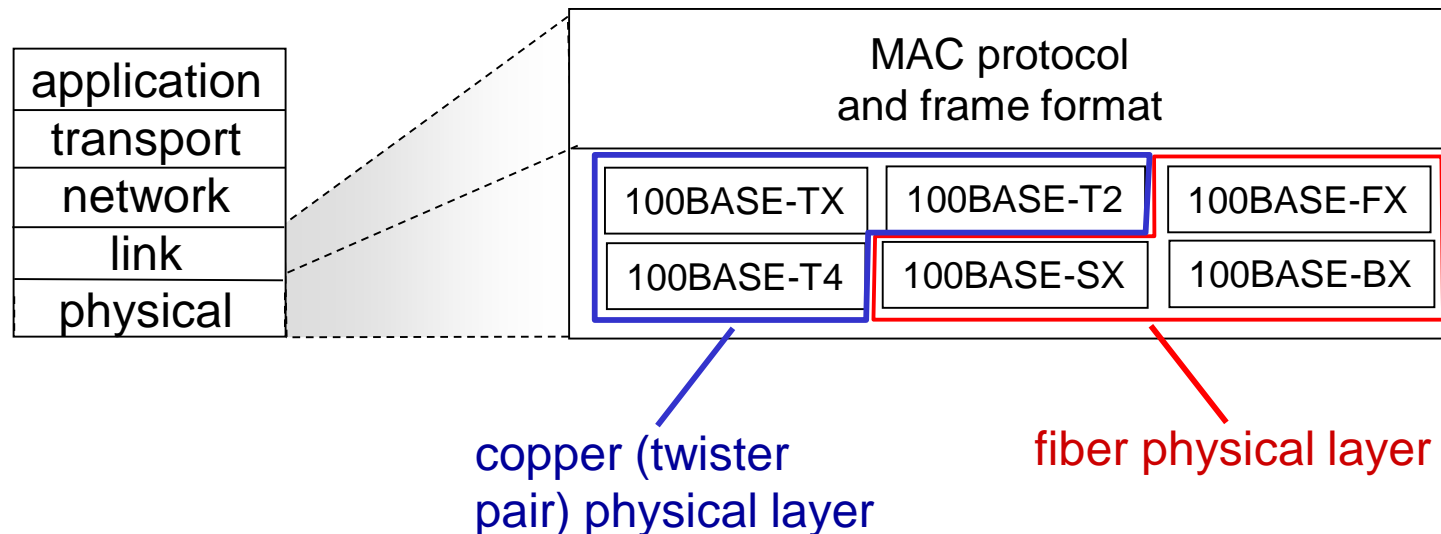 application
transport
network
link
physical
MAC protocol
and frame format
100BASE-TX
100BASE-T2
100BASE-FX
100BASE-T4
100BASE-SX
100BASE-BX
copper (twister
pair) physical layer
fiber physical layer